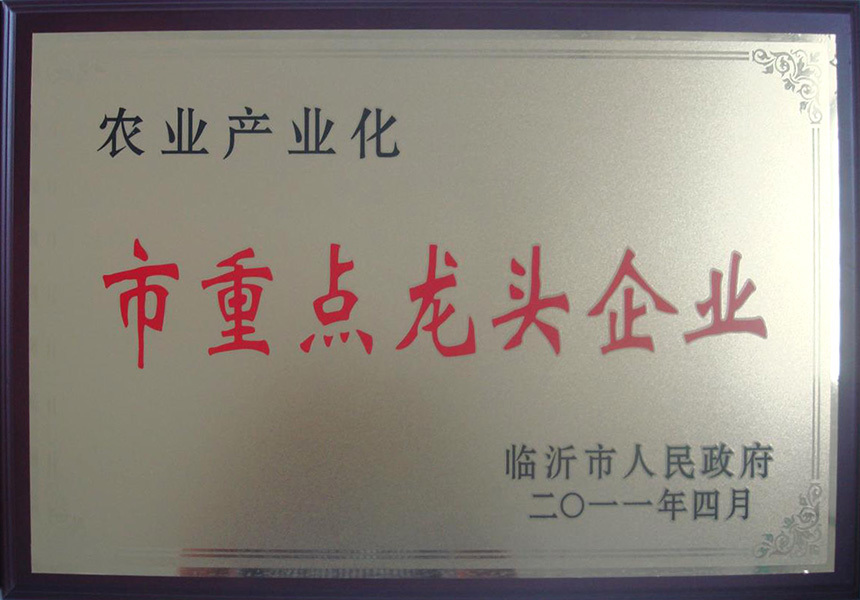 农业产业化
市重点龙头企业
临沂市人民政府
二〇一一年四月